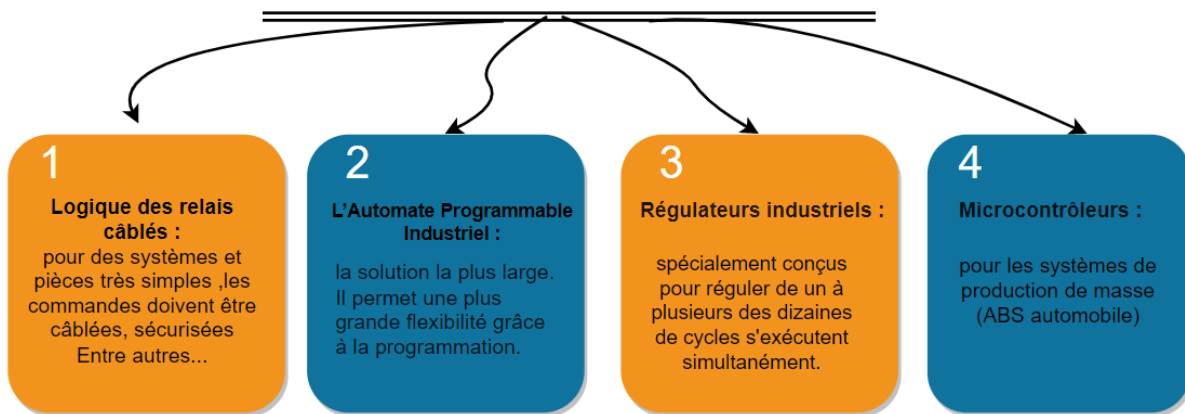 1
Logique des relais
câblés :
pour des systèmes et
pièces très simples ,les
commandes doivent être
câblées, sécurisées
Entre autres...
2
L'Automate Programmable
Industriel :
la solution la plus large.
Il permet une plus
grande flexibilité grâce
à la programmation.
3
Régulateurs industriels :
spécialement conçus
pour réguler de un à
plusieurs des dizaines
de cycles s'exécutent
simultanément.
4
Microcontrôleurs :
pour les systèmes de
production de masse
(ABS automobile)